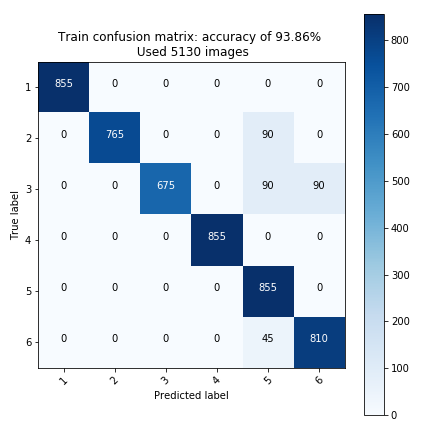 Train confusion matrix: accuracy of 93.86%
Used 5130 images
True label
1 855 0 0 0 0 0
2 0 765 0 0 90 0
3 0 0 675 0 90 90
4 0 0 0 855 0 0
5 0 0 0 0 855 0
6 0 0 0 0 45 810
1 2 3 4 5 6
Predicted label
800
700
600
500
400
300
200
100
0